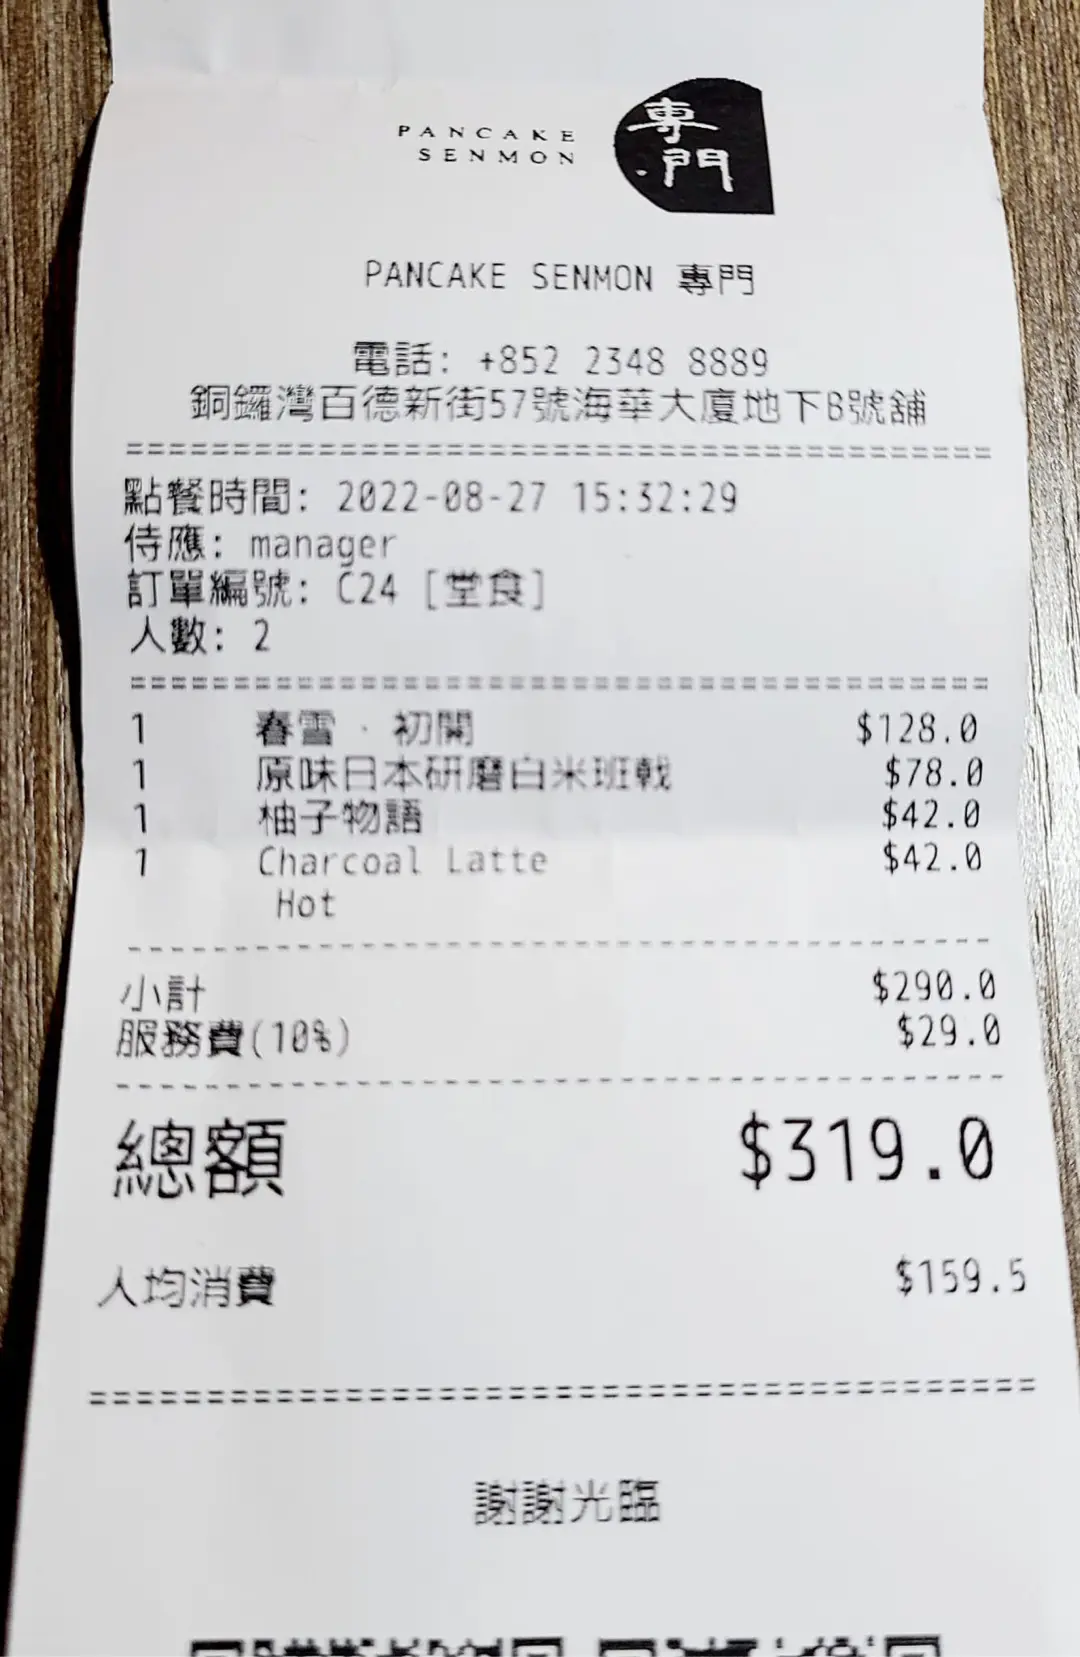 PANCAKE
SENMON
專門
PANCAKE SENMON 專門
電話: +852 2348 8889
銅鑼灣百德新街57號海華大廈地下B號舖
點餐時間: 2022-08-27 15:32:29
侍應: manager
訂單編號: C24 [堂食]
人數: 2
1 春雪 · 初開 $128.0
1 原味日本研磨白米班戟 $78.0
1 柚子物語 $42.0
1 Charcoal Latte $42.0
Hot
小計 $290.0
服務費(10%) $29.0
總額 $319.0
人均消費 $159.5
謝謝光臨